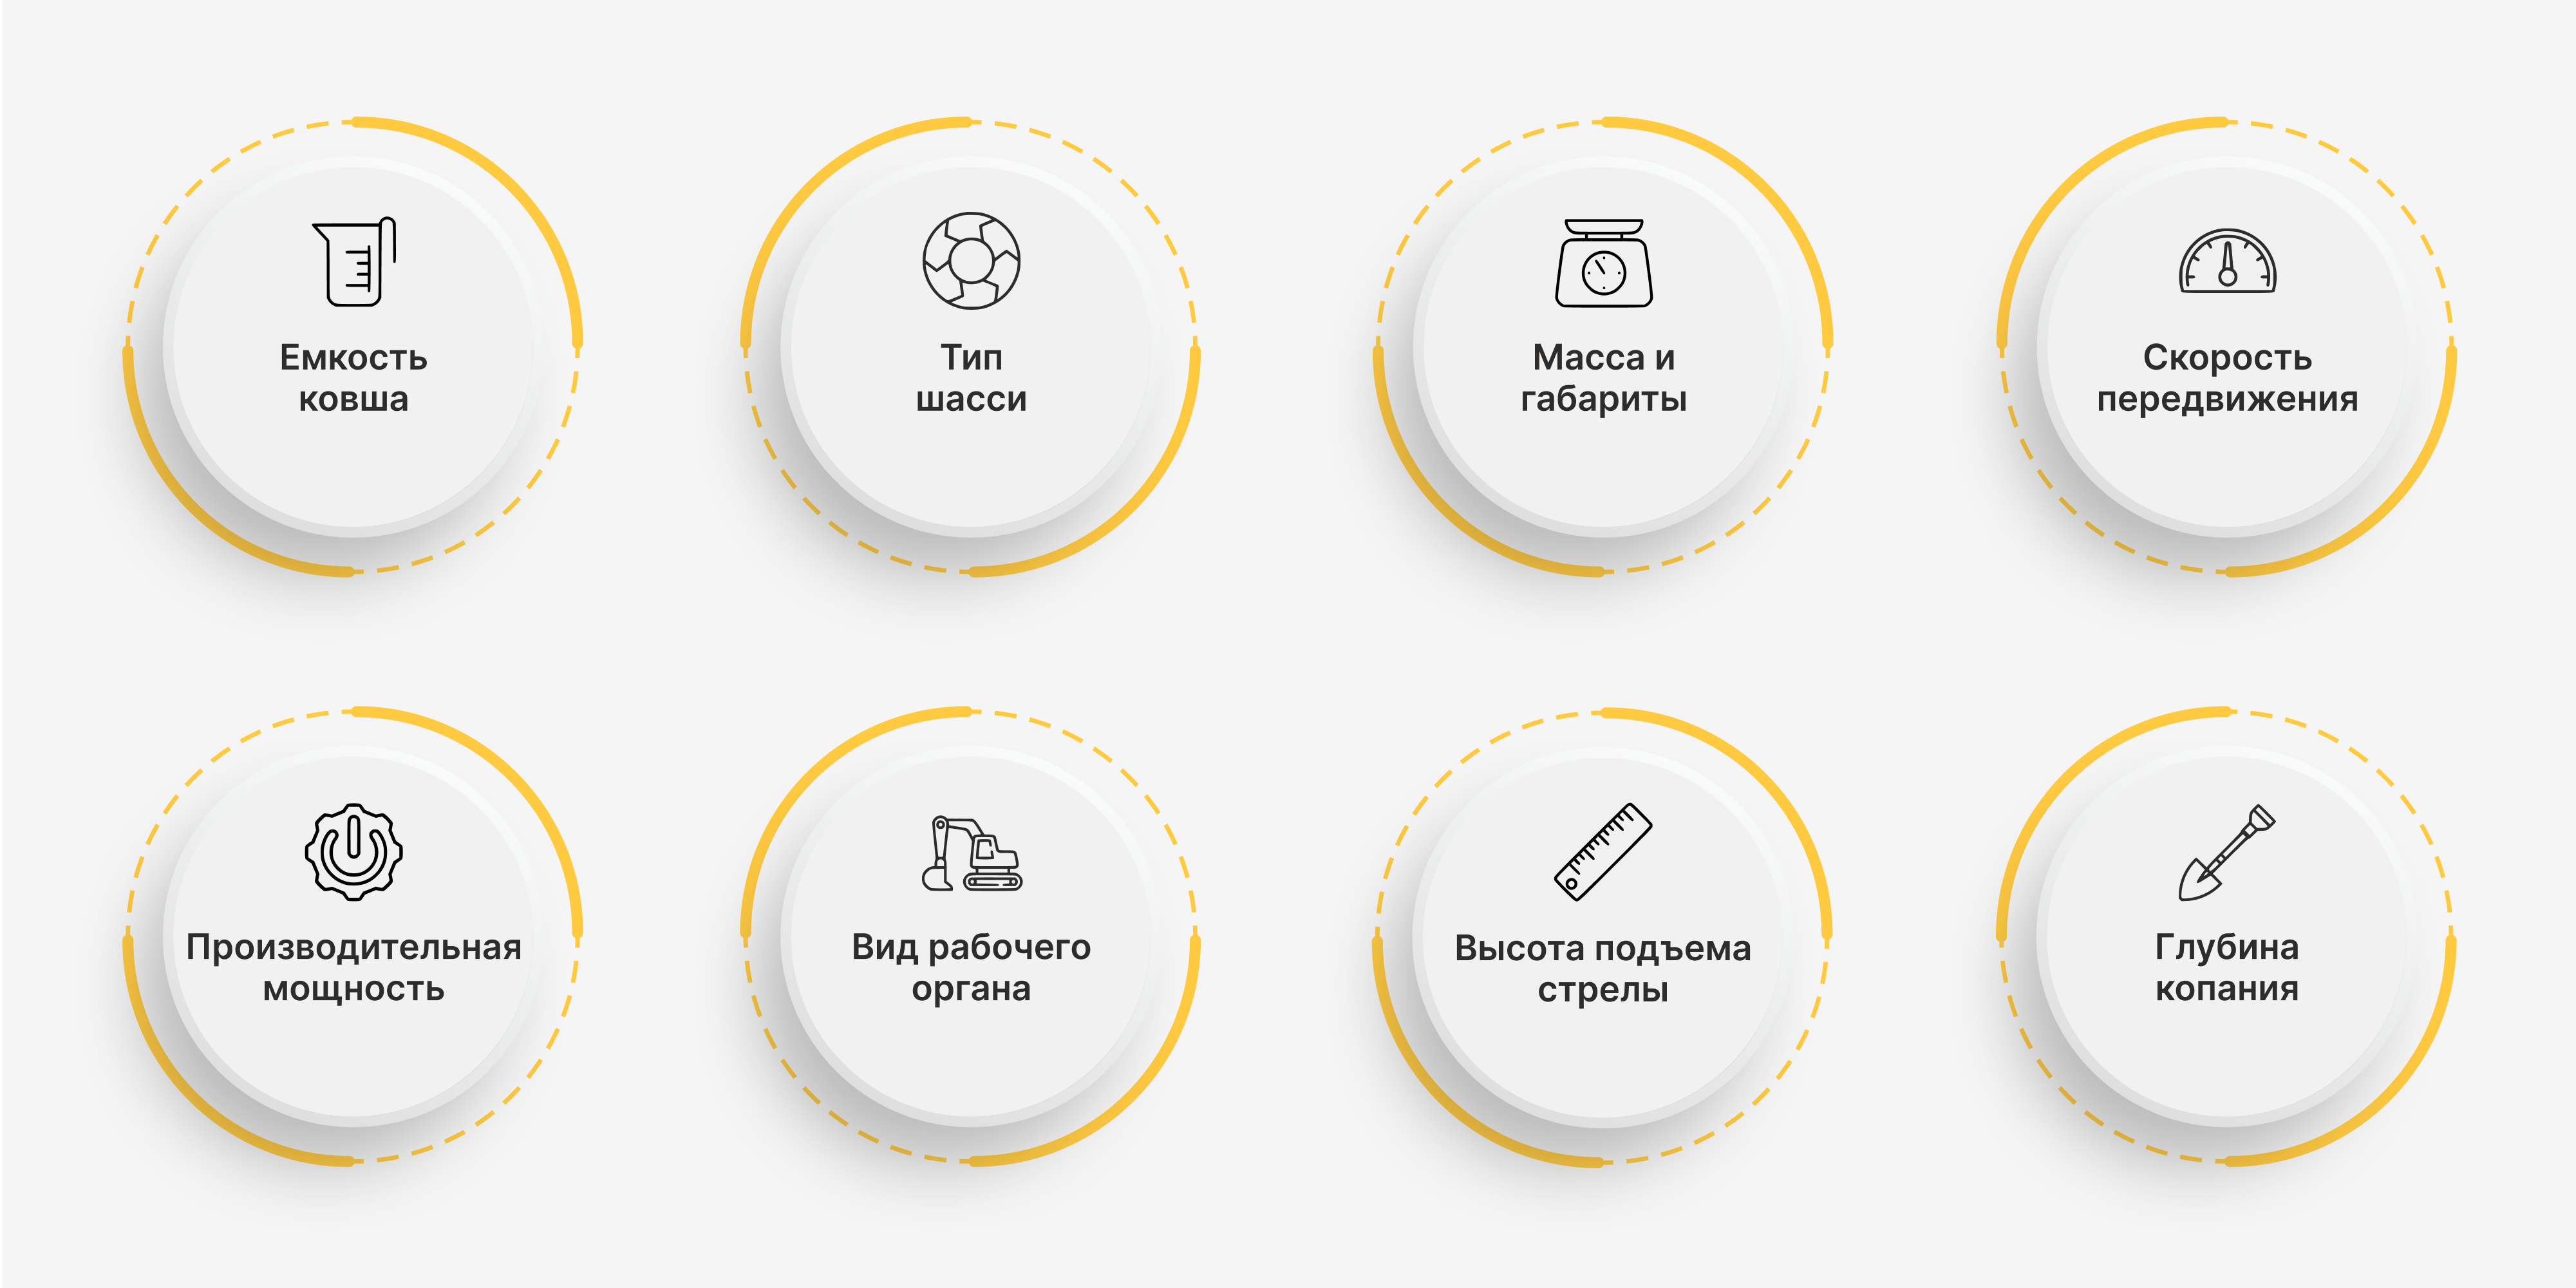 Емкость
ковша
Тип
шасси
Масса и
габариты
Скорость
передвижения
Производительная
мощность
Вид рабочего
органа
Высота подъема
стрелы
Глубина
копания